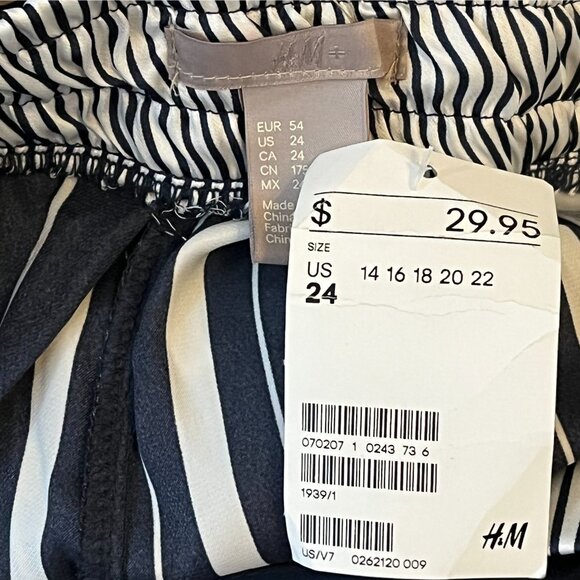 H&M+
EUR 54
US 24
CA 24
CN 175
MX
Made
China
Fabri
Chin
$ 29.95
SIZE
US 14 16 18 20 22
24
070207 1 0243 73 6
1939/1
US/V7 0262120 009
H&M